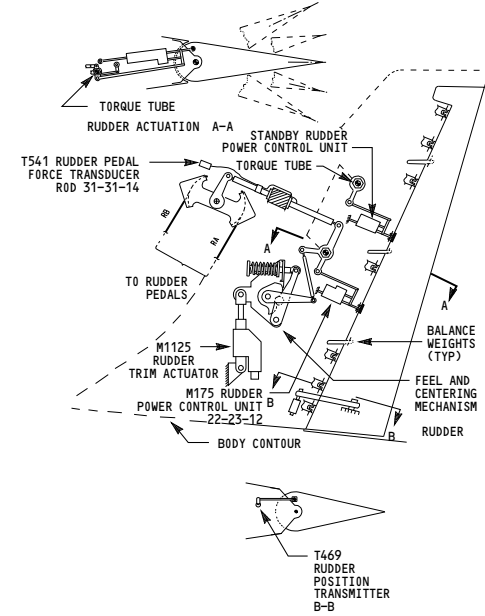 TORQUE TUBE
RUDDER ACTUATION A-A
STANDBY RUDDER
POWER CONTROL UNIT
T541 RUDDER PEDAL
FORCE TRANSDUCER
ROD 31-31-14
TORQUE TUBE
RB
RA
A
TO RUDDER
PEDALS
A
M1125
RUDDER
TRIM ACTUATOR
BALANCE
WEIGHTS
(TYP)
M175 RUDDER
POWER CONTROL UNIT
22-23-12
B
FEEL AND
CENTERING
MECHANISM
B
RUDDER
BODY CONTOUR
T469
RUDDER
POSITION
TRANSMITTER
B-B